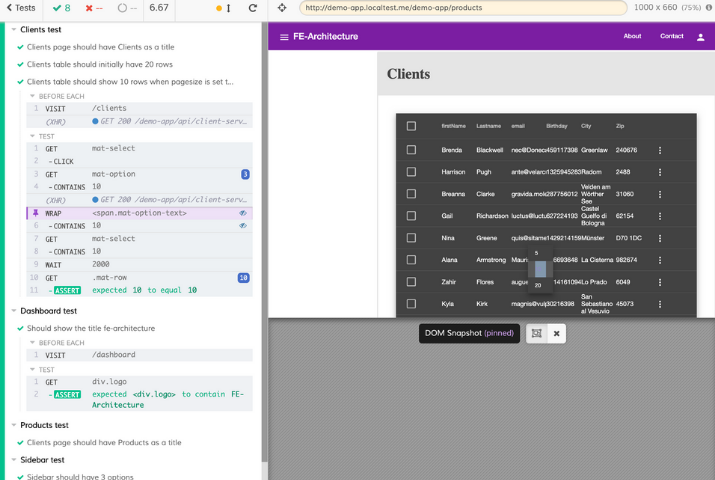 Tests
8
--
--
6.67
http://demo-app.localtest.me/demo-app/products
1000 x 660 (75%)
Clients test
Clients page should have Clients as a title
Clients table should initially have 20 rows
Clients table should show 10 rows when pagesize is set t...
BEFORE EACH
1 VISIT /clients
(XHR) GET 200 /demo-app/api/client-serv...
TEST
1 GET mat-select
2 - CLICK
3 GET mat-option 3
4 - CONTAINS 10
(XHR) GET 200 /demo-app/api/client-serv...
WRAP <span.mat-option-text>
6 - CONTAINS 10
7 GET mat-select
8 - CONTAINS 10
9 WAIT 2000
10 GET .mat-row 10
11 - ASSERT expected 10 to equal 10
Dashboard test
Should show the title fe-architecture
BEFORE EACH
1 VISIT /dashboard
TEST
1 GET div.logo
2 - ASSERT expected <div.logo> to contain FE-
Architecture
Products test
Clients page should have Products as a title
Sidebar test
Sidebar should have 3 options
FE-Architecture
About
Contact
Clients
firstName Lastname email Birthday City Zip
Brenda Blackwell nec@Donec 459117398 Greenlaw 240676
Harrison Pugh ante@velarc 1325945283 Radom 2488
Breanna Clarke gravida.mole 287756012 Velden am Wörther See 31060
Gail Richardson luctus@luctu 627224193 Castel Guelfo di Bologna 62154
Nina Greene quis@sitame 1429214159 Münster D70 1DC
Alana Armstrong Mauri 6693648 La Cisterna 982674
Zahir Flores augue 1416109 Lo Prado 6049
Kyla Kirk magnis@vulp 30216398 San Sebastiano al Vesuvio 45073
5
20
DOM Snapshot (pinned)